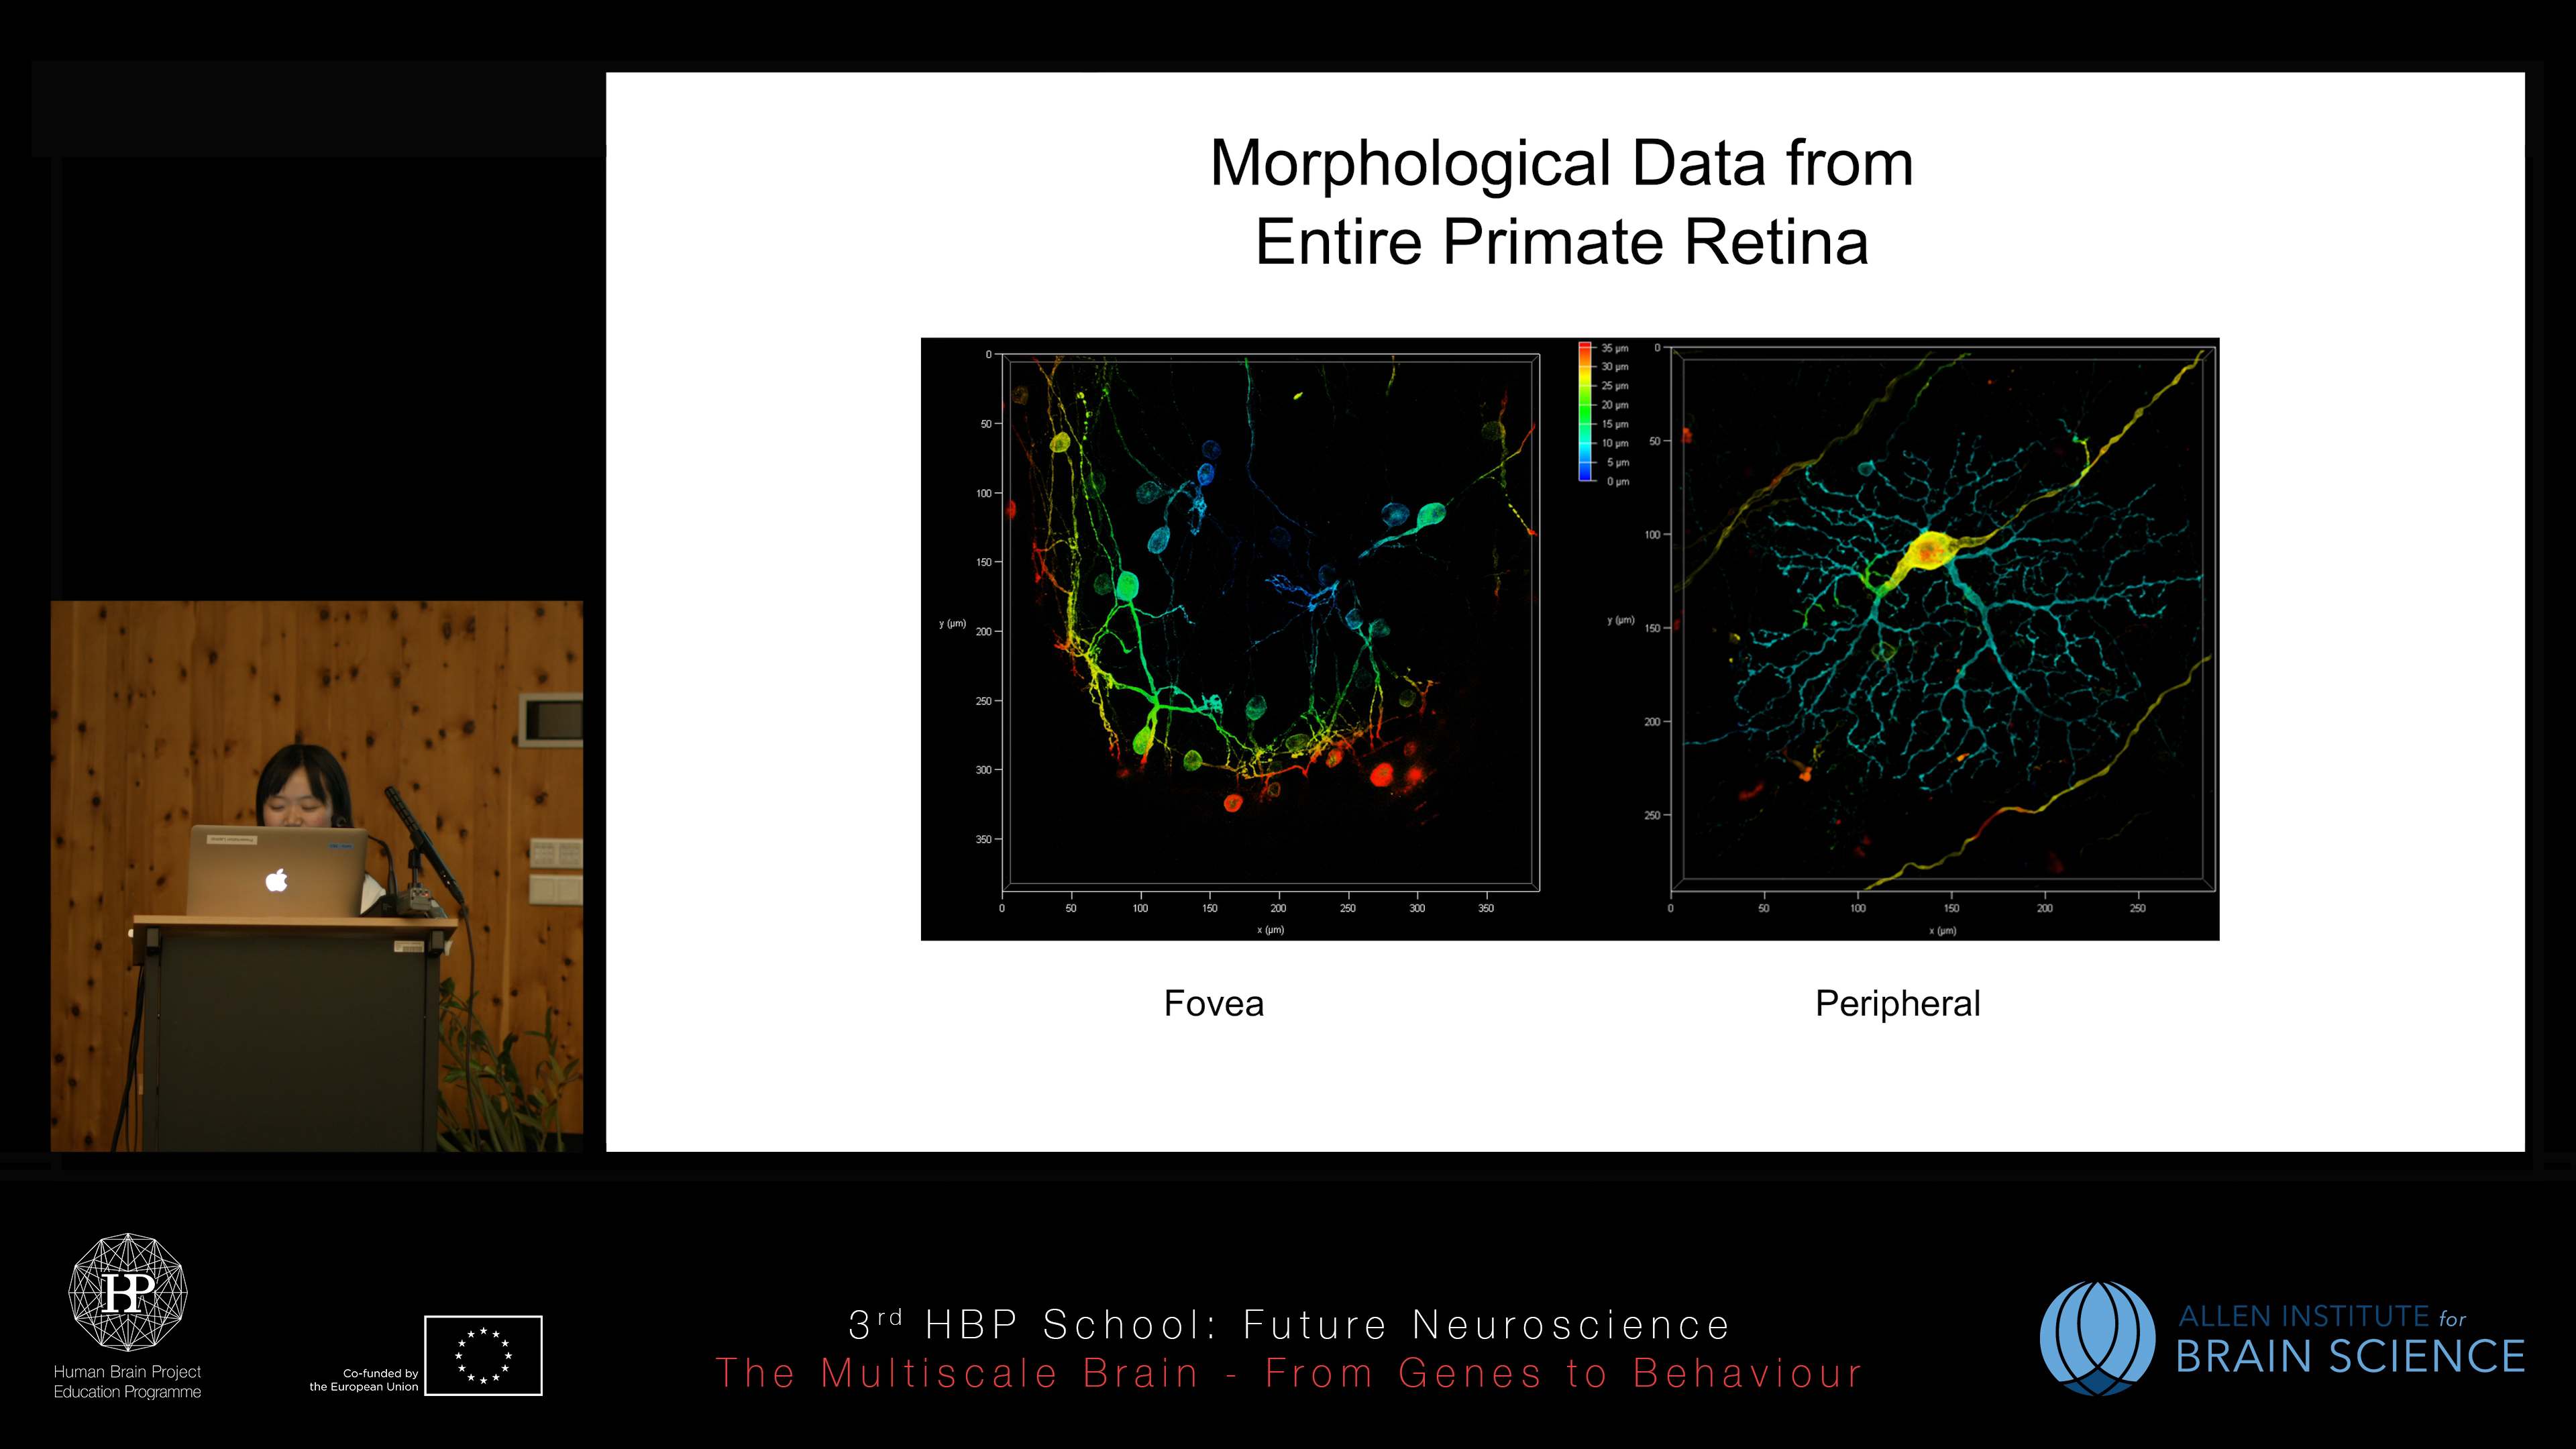 Morphological Data from
Entire Primate Retina
0
50
100
150
200
250
300
350
y (µm)
0
50
100
150
200
250
300
350
x (µm)
35 µm
30 µm
25 µm
20 µm
15 µm
10 µm
5 µm
0 µm
0
50
100
150
200
250
y (µm)
0
50
100
150
200
250
x (µm)
Fovea
Peripheral
HBP
Human Brain Project
Education Programme
Co-funded by
the European Union
3rd HBP School: Future Neuroscience
The Multiscale Brain - From Genes to Behaviour
ALLEN INSTITUTE for
BRAIN SCIENCE